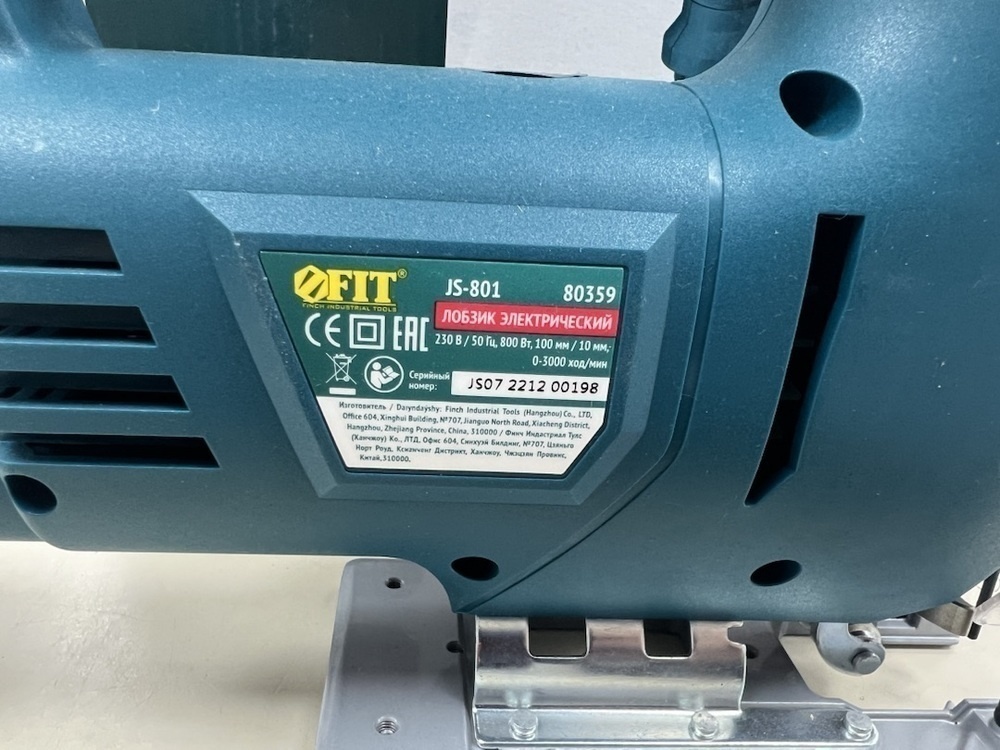 FIT®
FINCH INDUSTRIAL TOOLS
JS-801 80359
ЛОБЗИК ЭЛЕКТРИЧЕСКИЙ
CE EAC
230 В / 50 Гц, 800 Вт, 100 мм / 10 мм,
0-3000 ход/мин
Серийный
номер: JS07 2212 00198
Изготовитель / Daıyndaýshy: Finch Industrial Tools (Hangzhou) Co., LTD,
Office 604, Xinghui Building, №707, Jianguo North Road, Xiacheng District,
Hangzhou, Zhejiang Province, China, 310000 / Финч Индастриал Тулс
(Ханчжоу) Ко., ЛТД, Офис 604, Синхуэй Билдинг, №707, Цзяньго
Норт Роуд, Ксиаченг Дистрикт, Ханчжоу, Чжэцзян Провинс,
Китай,310000.